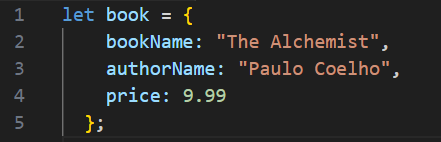 1 let book = {
2 bookName: "The Alchemist",
3 authorName: "Paulo Coelho",
4 price: 9.99
5 };